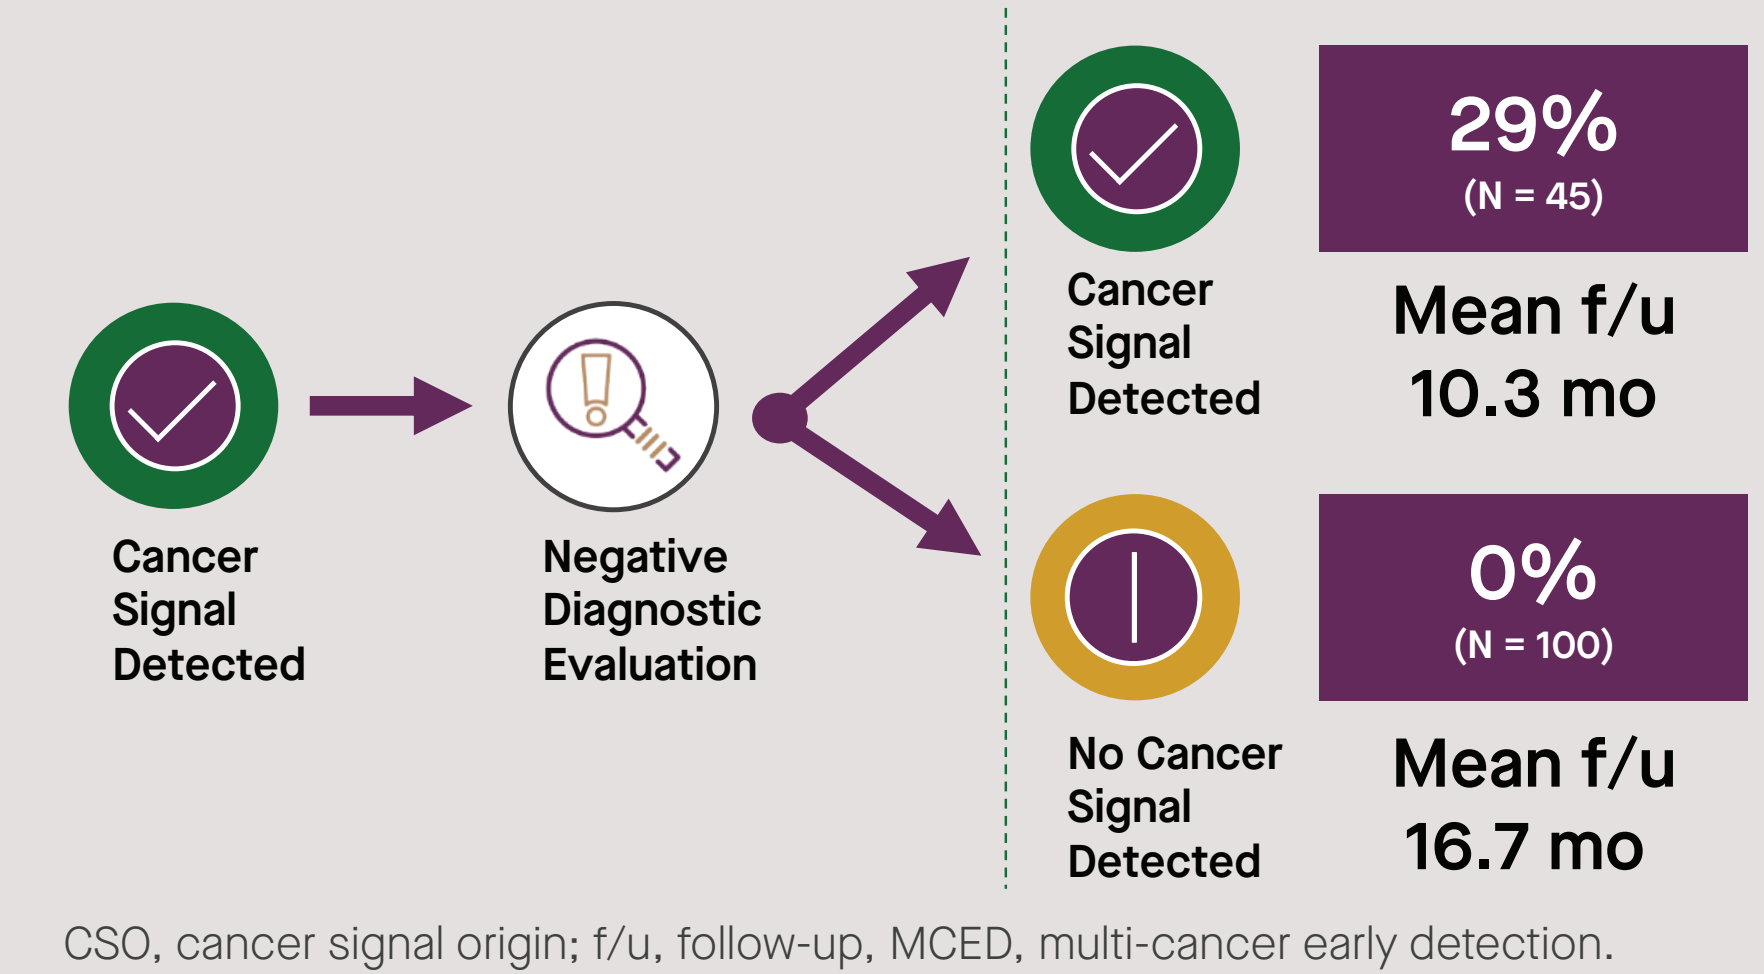 Cancer
Signal
Detected
Negative
Diagnostic
Evaluation
Cancer
Signal
Detected
29%
(N = 45)
Mean f/u
10.3 mo
No Cancer
Signal
Detected
0%
(N = 100)
Mean f/u
16.7 mo
CSO, cancer signal origin; f/u, follow-up, MCED, multi-cancer early detection.